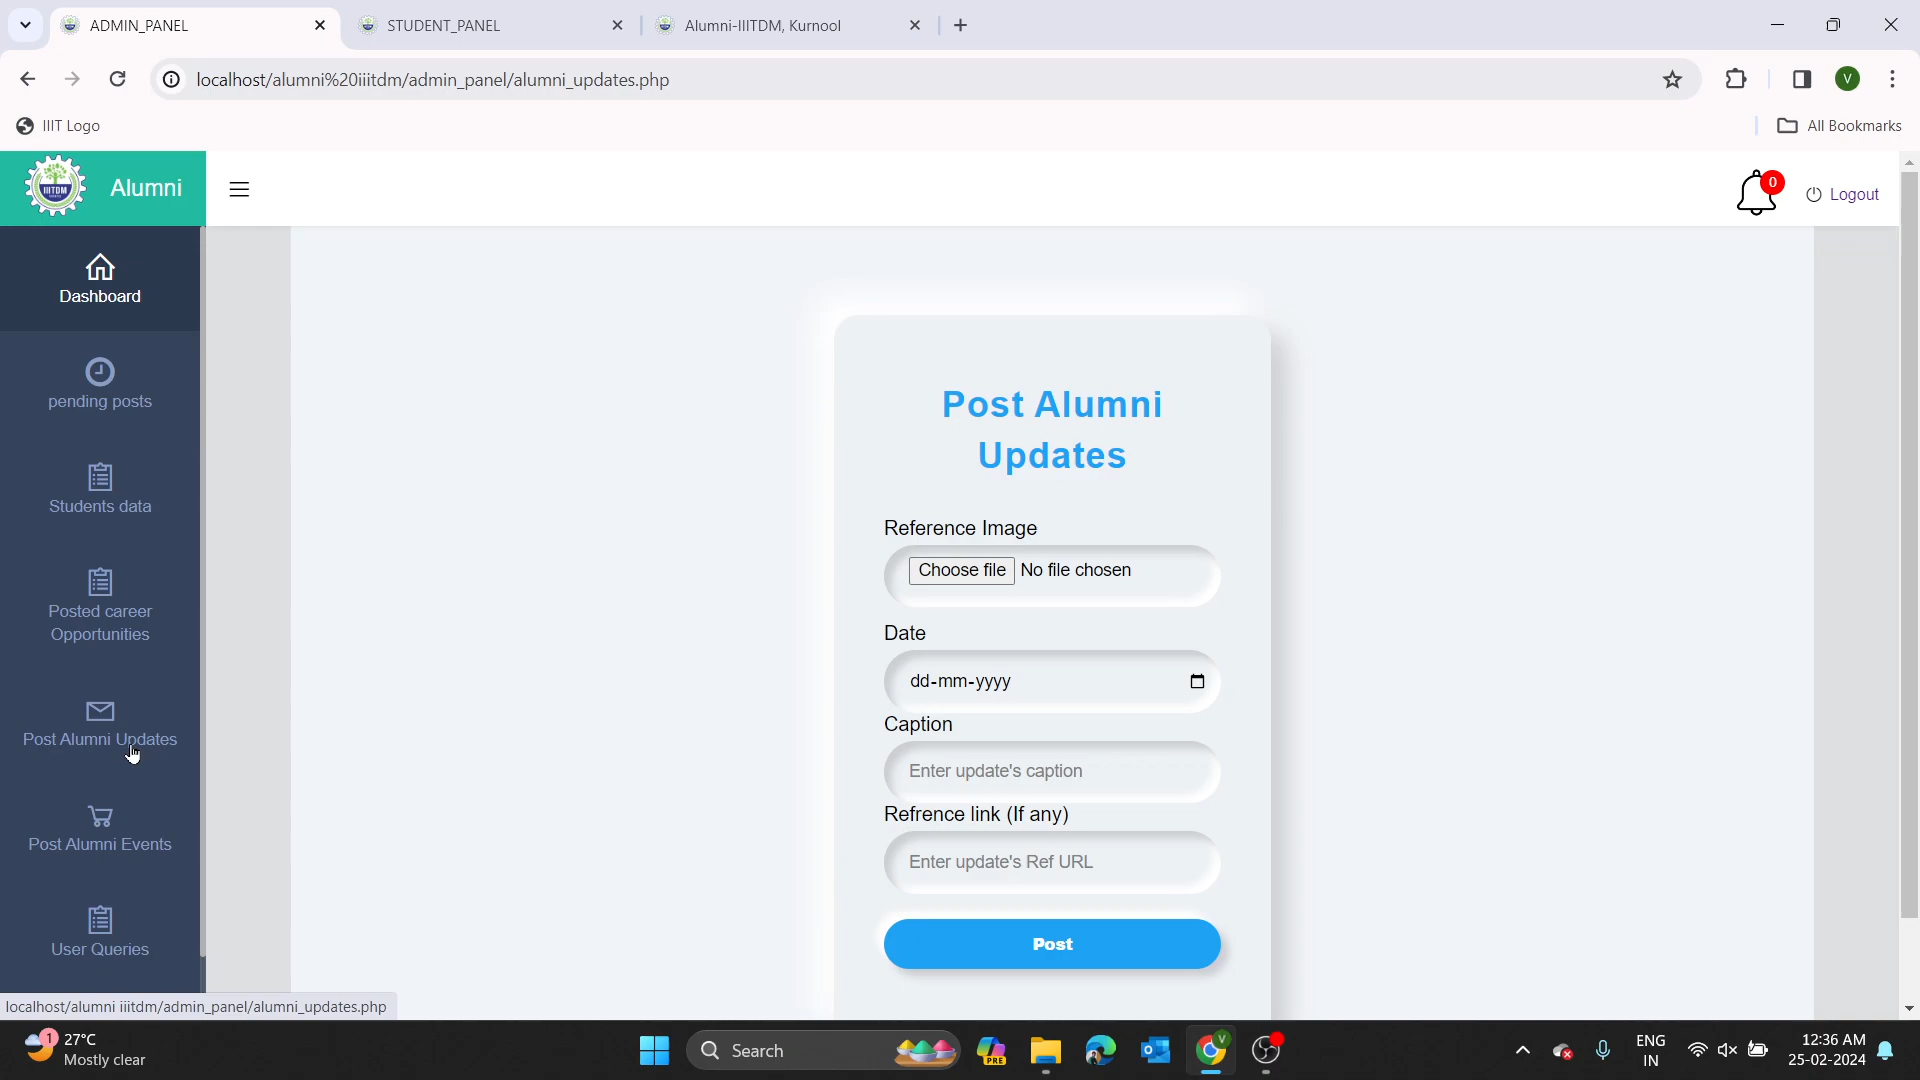 ADMIN_PANEL
STUDENT_PANEL
Alumni-IIITDM, Kurnool
localhost/alumni%20iiitdm/admin_panel/alumni_updates.php
V
IIIT Logo
All Bookmarks
IIITDM
Alumni
0
Logout
Dashboard
pending posts
Students data
Posted career
Opportunities
Post Alumni Updates
Post Alumni Events
User Queries
Post Alumni
Updates
Reference Image
Choose file No file chosen
Date
dd-mm-yyyy
Caption
Enter update's caption
Refrence link (If any)
Enter update's Ref URL
Post
localhost/alumni iiitdm/admin_panel/alumni_updates.php
1
27°C
Mostly clear
Search
PRE
V
ENG
IN
12:36 AM
25-02-2024